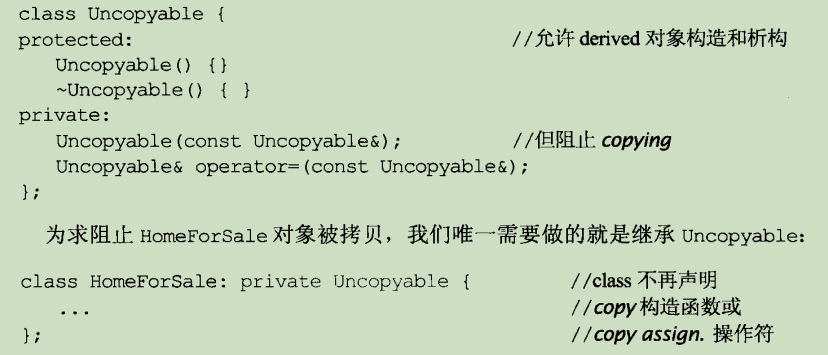 class Uncopyable {
protected: //允许 derived 对象构造和析构
Uncopyable() {}
~Uncopyable() { }
private:
Uncopyable(const Uncopyable&); //但阻止 copying
Uncopyable& operator=(const Uncopyable&);
};
为求阻止 HomeForSale 对象被拷贝，我们唯一需要做的就是继承 Uncopyable：
class HomeForSale: private Uncopyable { //class 不再声明
... //copy 构造函数或
}; //copy assign. 操作符